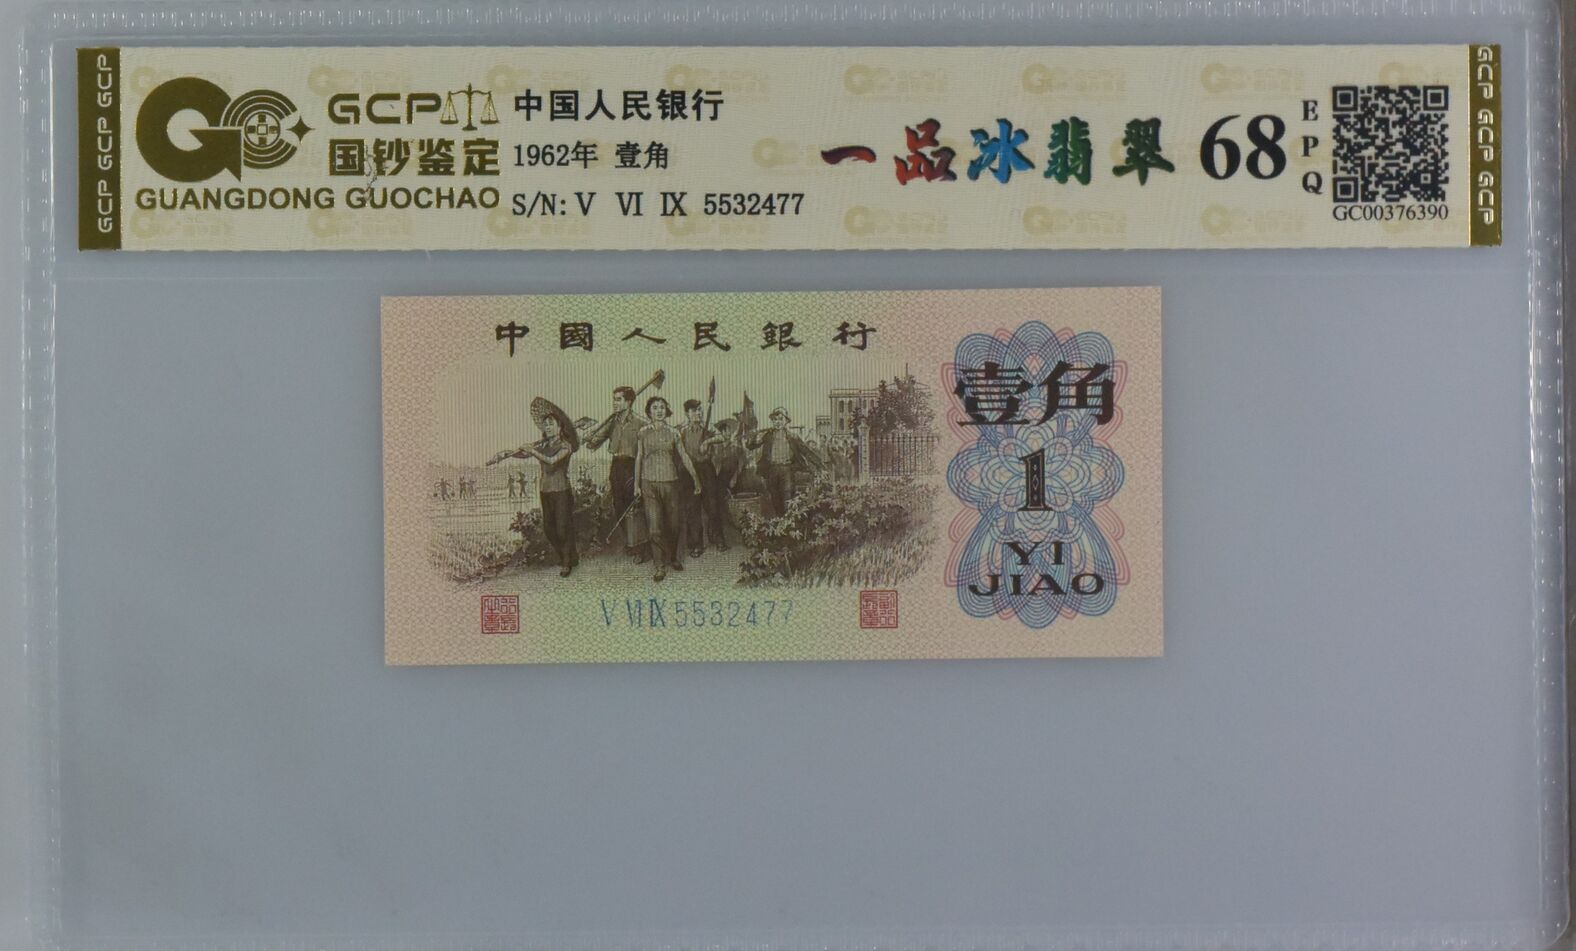 GCP GCP GCP
GCP
国钞鉴定
GUANGDONG GUOCHAO
中国人民银行
1962年 壹角
S/N: V VI IX 5532477
一品冰翡翠
68
EPQ
GC00376390
GCP GCP GCP
中國人民銀行
壹角
1
YI
JIAO
V VI IX 5532477